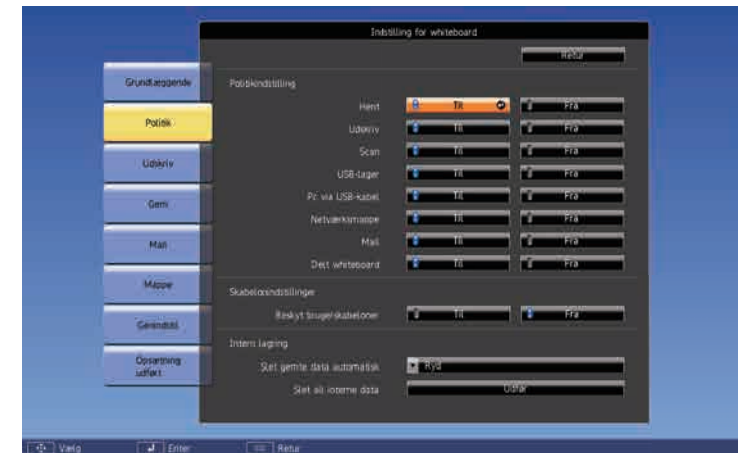 Indstilling for whiteboard
Retur
Grundlæggende
Politik
Udskriv
Gem
Mail
Mappe
Genindstil.
Opsætning
udført
Politikindstilling
Hent Til Fra
Udskriv Til Fra
Scan Til Fra
USB-lager Til Fra
Pc via USB-kabel Til Fra
Netværksmappe Til Fra
Mail Til Fra
Delt whiteboard Til Fra
Skabelonindstillinger
Beskyt brugerskabeloner Til Fra
Intern lagring
Slet gemte data automatisk Ryd
Slet all interne data Udfør
Vælg Enter Retur